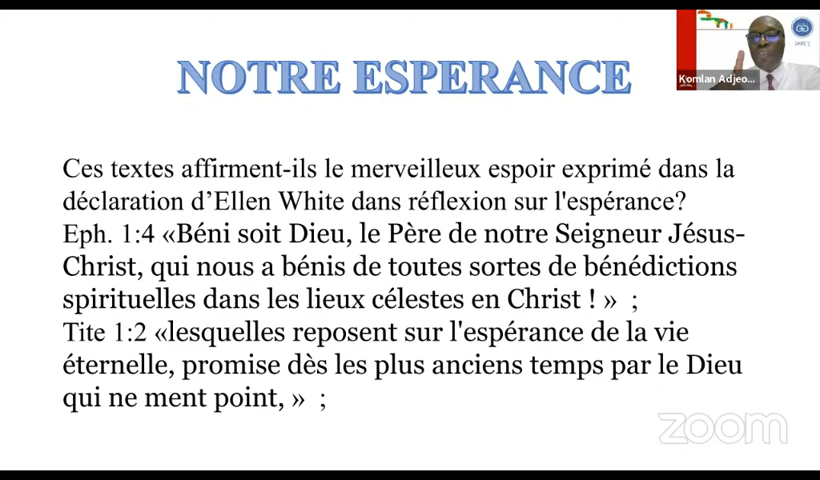 NOTRE ESPERANCE
Komlan Adjeo...
Ces textes affirment-ils le merveilleux espoir exprimé dans la
déclaration d’Ellen White dans réflexion sur l'espérance?
Eph. 1:4 «Béni soit Dieu, le Père de notre Seigneur Jésus-
Christ, qui nous a bénis de toutes sortes de bénédictions
spirituelles dans les lieux célestes en Christ ! » ;
Tite 1:2 «lesquelles reposent sur l'espérance de la vie
éternelle, promise dès les plus anciens temps par le Dieu
qui ne ment point, » ;
zoom